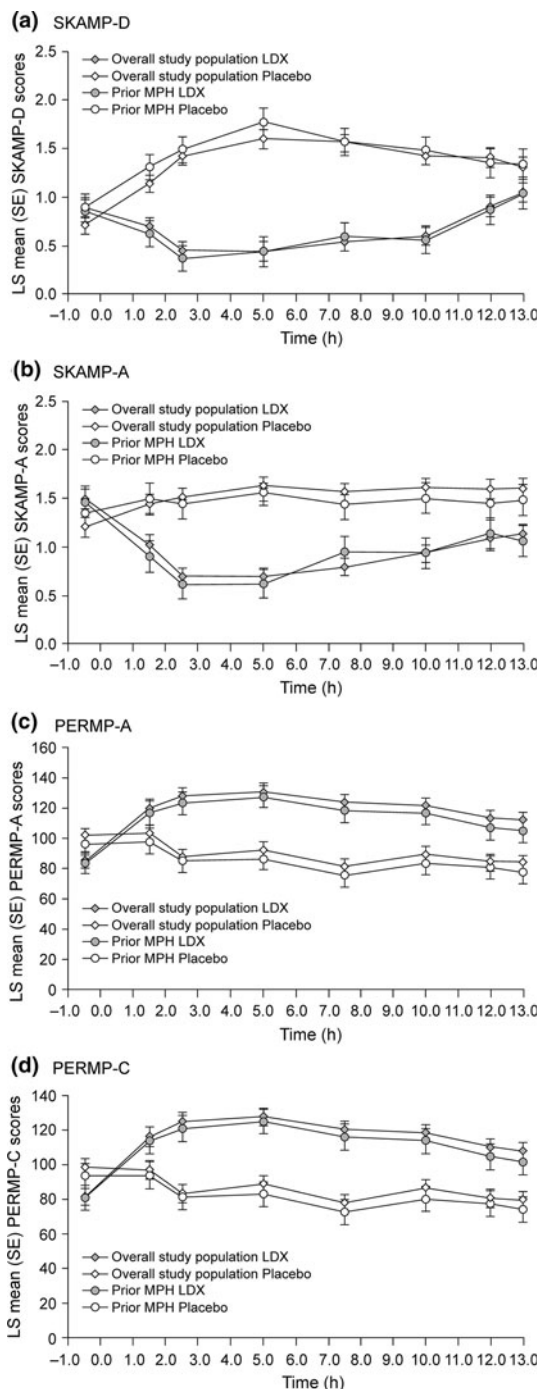 (a) SKAMP-D
LS mean (SE) SKAMP-D scores
2.5
2.0
1.5
1.0
0.5
0.0
Overall study population LDX
Overall study population Placebo
Prior MPH LDX
Prior MPH Placebo
–1.0 0.0 1.0 2.0 3.0 4.0 5.0 6.0 7.0 8.0 9.0 10.0 11.0 12.0 13.0
Time (h)
(b) SKAMP-A
LS mean (SE) SKAMP-A scores
2.5
2.0
1.5
1.0
0.5
0.0
Overall study population LDX
Overall study population Placebo
Prior MPH LDX
Prior MPH Placebo
–1.0 0.0 1.0 2.0 3.0 4.0 5.0 6.0 7.0 8.0 9.0 10.0 11.0 12.0 13.0
Time (h)
(c) PERMP-A
LS mean (SE) PERMP-A scores
160
140
120
100
80
60
40
20
0
Overall study population LDX
Overall study population Placebo
Prior MPH LDX
Prior MPH Placebo
–1.0 0.0 1.0 2.0 3.0 4.0 5.0 6.0 7.0 8.0 9.0 10.0 11.0 12.0 13.0
Time (h)
(d) PERMP-C
LS mean (SE) PERMP-C scores
140
120
100
80
60
40
20
0
Overall study population LDX
Overall study population Placebo
Prior MPH LDX
Prior MPH Placebo
–1.0 0.0 1.0 2.0 3.0 4.0 5.0 6.0 7.0 8.0 9.0 10.0 11.0 12.0 13.0
Time (h)